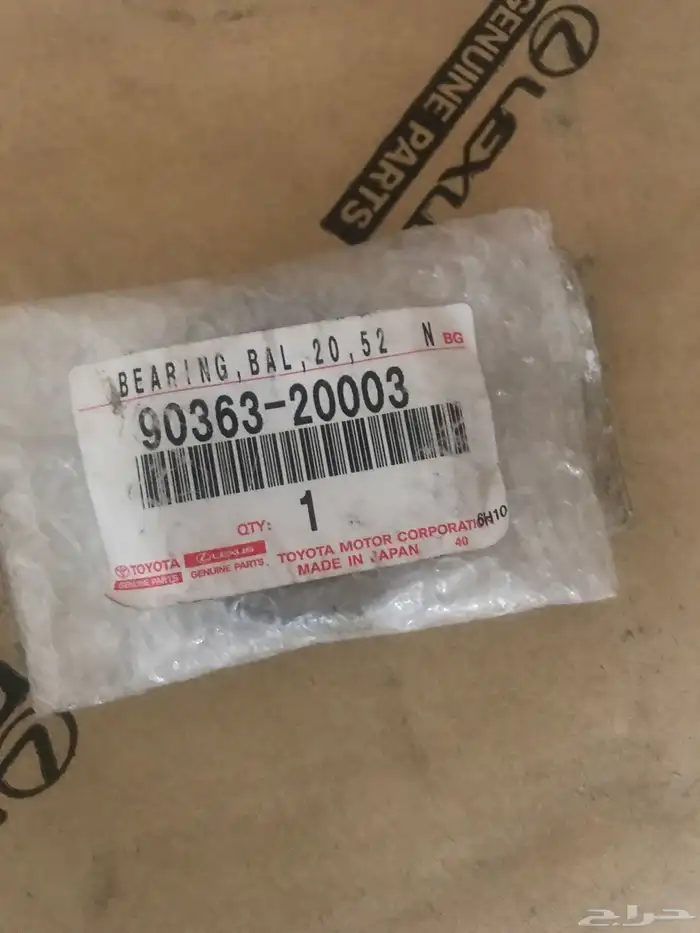 GENUINE PARTS
BEARING, BAL, 20, 52 N BG
90363-20003
QTY: 1
6H10
TOYOTA
GENUINE PARTS
LEXUS
GENUINE PARTS
TOYOTA MOTOR CORPORATION
MADE IN JAPAN 40
حراج